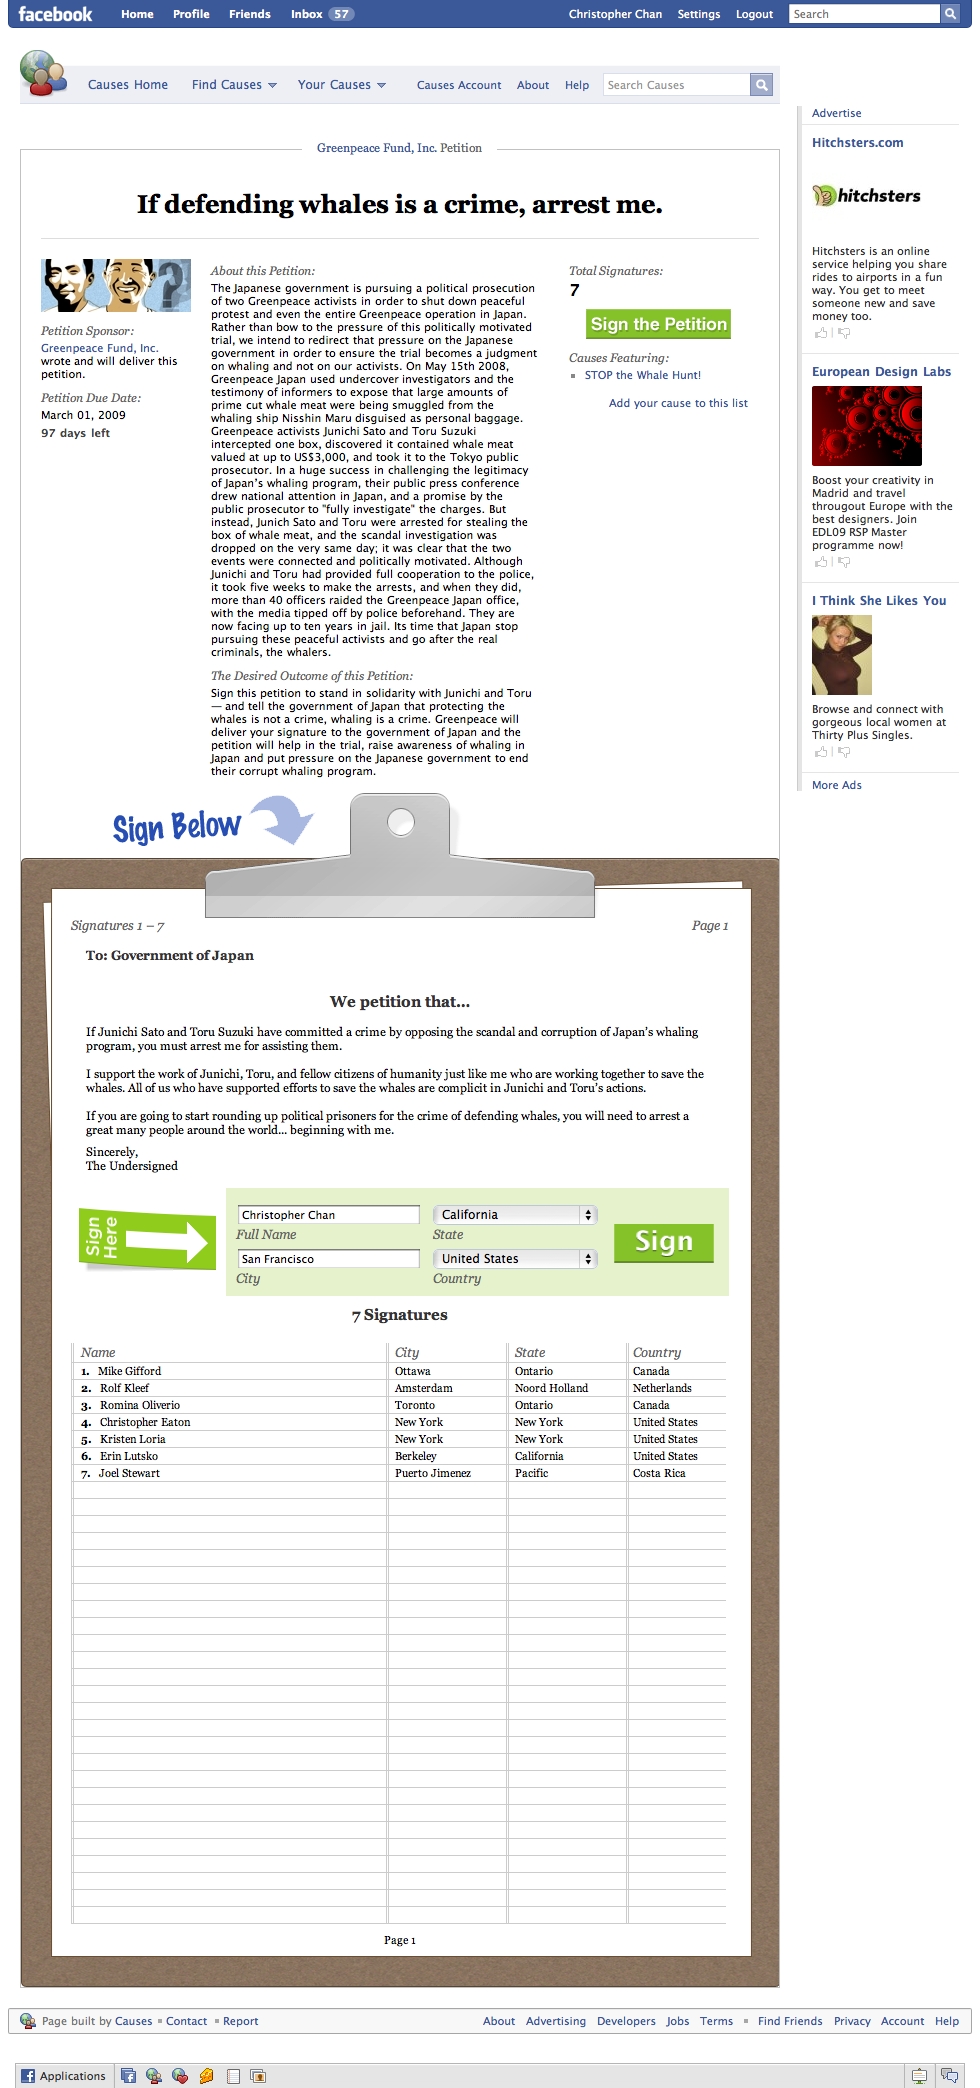 facebook Home Profile Friends Inbox 57 Christopher Chan Settings Logout Search
Causes Home Find Causes Your Causes Causes Account About Help Search Causes
Greenpeace Fund, Inc. Petition
If defending whales is a crime, arrest me.
Petition Sponsor:
Greenpeace Fund, Inc.
wrote and will deliver this
petition.
Petition Due Date:
March 01, 2009
97 days left
About this Petition:
The Japanese government is pursuing a political prosecution
of two Greenpeace activists in order to shut down peaceful
protest and even the entire Greenpeace operation in Japan.
Rather than bow to the pressure of this politically motivated
trial, we intend to redirect that pressure on the Japanese
government in order to ensure the trial becomes a judgment
on whaling and not on our activists. On May 15th 2008,
Greenpeace Japan used undercover investigators and the
testimony of informers to expose that large amounts of
prime cut whale meat were being smuggled from the
whaling ship Nisshin Maru disguised as personal baggage.
Greenpeace activists Junichi Sato and Toru Suzuki
intercepted one box, discovered it contained whale meat
valued at up to US$3,000, and took it to the Tokyo public
prosecutor. In a huge success in challenging the legitimacy
of Japan's whaling program, their public press conference
drew national attention in Japan, and a promise by the
public prosecutor to "fully investigate" the charges. But
instead, Junich Sato and Toru were arrested for stealing the
box of whale meat, and the scandal investigation was
dropped on the very same day; it was clear that the two
events were connected and politically motivated. Although
Junichi and Toru had provided full cooperation to the police,
it took five weeks to make the arrests, and when they did,
more than 40 officers raided the Greenpeace Japan office,
with the media tipped off by police beforehand. They are
now facing up to ten years in jail. Its time that Japan stop
pursuing these peaceful activists and go after the real
criminals, the whalers.
The Desired Outcome of this Petition:
Sign this petition to stand in solidarity with Junichi and Toru
— and tell the government of Japan that protecting the
whales is not a crime, whaling is a crime. Greenpeace will
deliver your signature to the government of Japan and the
petition will help in the trial, raise awareness of whaling in
Japan and put pressure on the Japanese government to end
their corrupt whaling program.
Total Signatures:
7
Sign the Petition
Causes Featuring:
STOP the Whale Hunt!
Add your cause to this list
Advertise
Hitchsters.com
hitchsters
Hitchsters is an online
service helping you share
rides to airports in a fun
way. You get to meet
someone new and save
money too.
European Design Labs
Boost your creativity in
Madrid and travel
througout Europe with the
best designers. Join
EDL09 RSP Master
programme now!
I Think She Likes You
Browse and connect with
gorgeous local women at
Thirty Plus Singles.
More Ads
Sign Below
Signatures 1 – 7 Page 1
To: Government of Japan
We petition that...
If Junichi Sato and Toru Suzuki have committed a crime by opposing the scandal and corruption of Japan's whaling
program, you must arrest me for assisting them.
I support the work of Junichi, Toru, and fellow citizens of humanity just like me who are working together to save the
whales. All of us who have supported efforts to save the whales are complicit in Junichi and Toru's actions.
If you are going to start rounding up political prisoners for the crime of defending whales, you will need to arrest a
great many people around the world... beginning with me.
Sincerely,
The Undersigned
Sign
Here
Christopher Chan California
Full Name State
San Francisco United States
City Country
Sign
7 Signatures
Name City State Country
1. Mike Gifford Ottawa Ontario Canada
2. Rolf Kleef Amsterdam Noord Holland Netherlands
3. Romina Oliverio Toronto Ontario Canada
4. Christopher Eaton New York New York United States
5. Kristen Loria New York New York United States
6. Erin Lutsko Berkeley California United States
7. Joel Stewart Puerto Jimenez Pacific Costa Rica
Page 1
Page built by Causes Contact Report About Advertising Developers Jobs Terms Find Friends Privacy Account Help
Applications